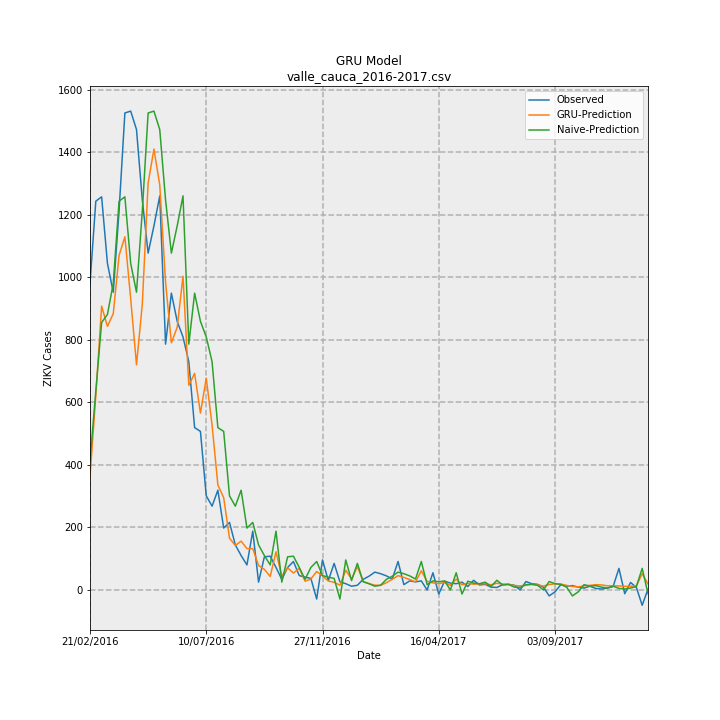 GRU Model
valle_cauca_2016-2017.csv
Observed
GRU-Prediction
Naive-Prediction
1600
1400
1200
1000
800
600
400
200
0
ZIKV Cases
21/02/2016
10/07/2016
27/11/2016
16/04/2017
03/09/2017
Date